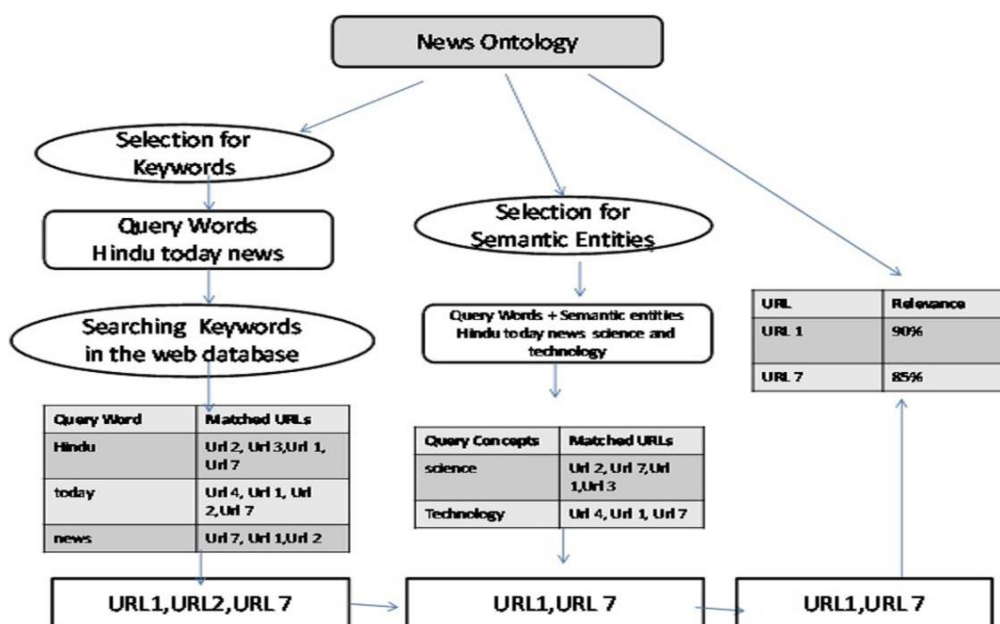 News Ontology
Selection for
Keywords
Query Words
Hindu today news
Searching Keywords
in the web database
Query Word Matched URLs
Hindu Url 2, Url 3,Url 1,
Url 7
today Url 4, Url 1, Url
2,Url 7
news Url 7, Url 1,Url 2
URL1,URL2,URL 7
Selection for
Semantic Entities
Query Words + Semantic entities
Hindu today news science and
technology
Query Concepts Matched URLs
science Url 2, Url 7,Url
1,Url 3
Technology Url 4, Url 1, Url 7
URL1,URL 7
URL Relevance
URL 1 90%
URL 7 85%
URL1,URL 7